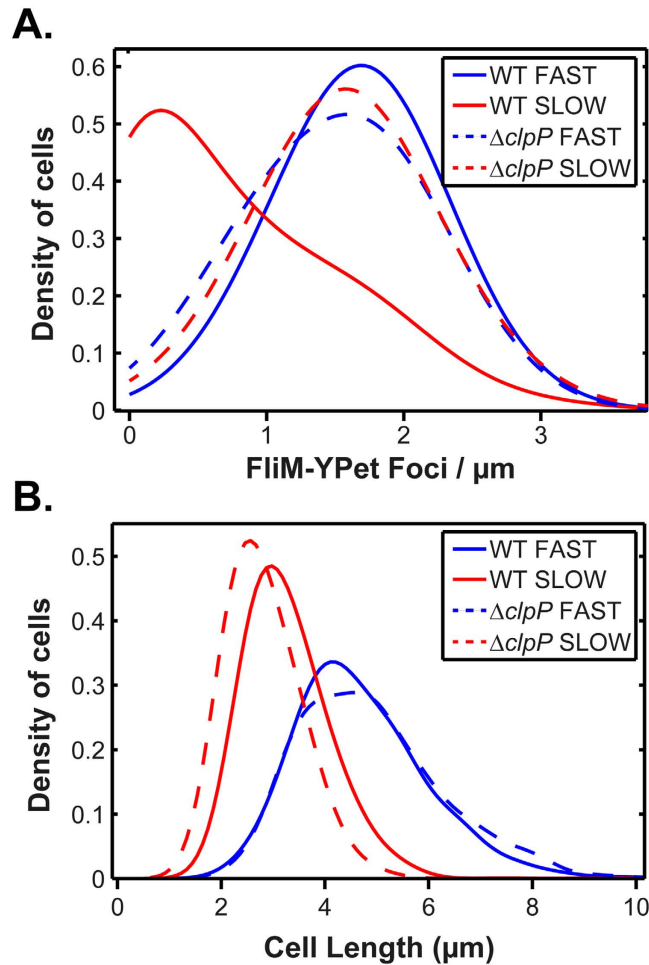 A.
0.6
0.5
0.4
0.3
0.2
0.1
0
0 1 2 3
Density of cells
FliM-YPet Foci / µm
WT FAST
WT SLOW
ΔclpP FAST
ΔclpP SLOW
B.
0.5
0.4
0.3
0.2
0.1
0
0 2 4 6 8 10
Density of cells
Cell Length (µm)
WT FAST
WT SLOW
ΔclpP FAST
ΔclpP SLOW